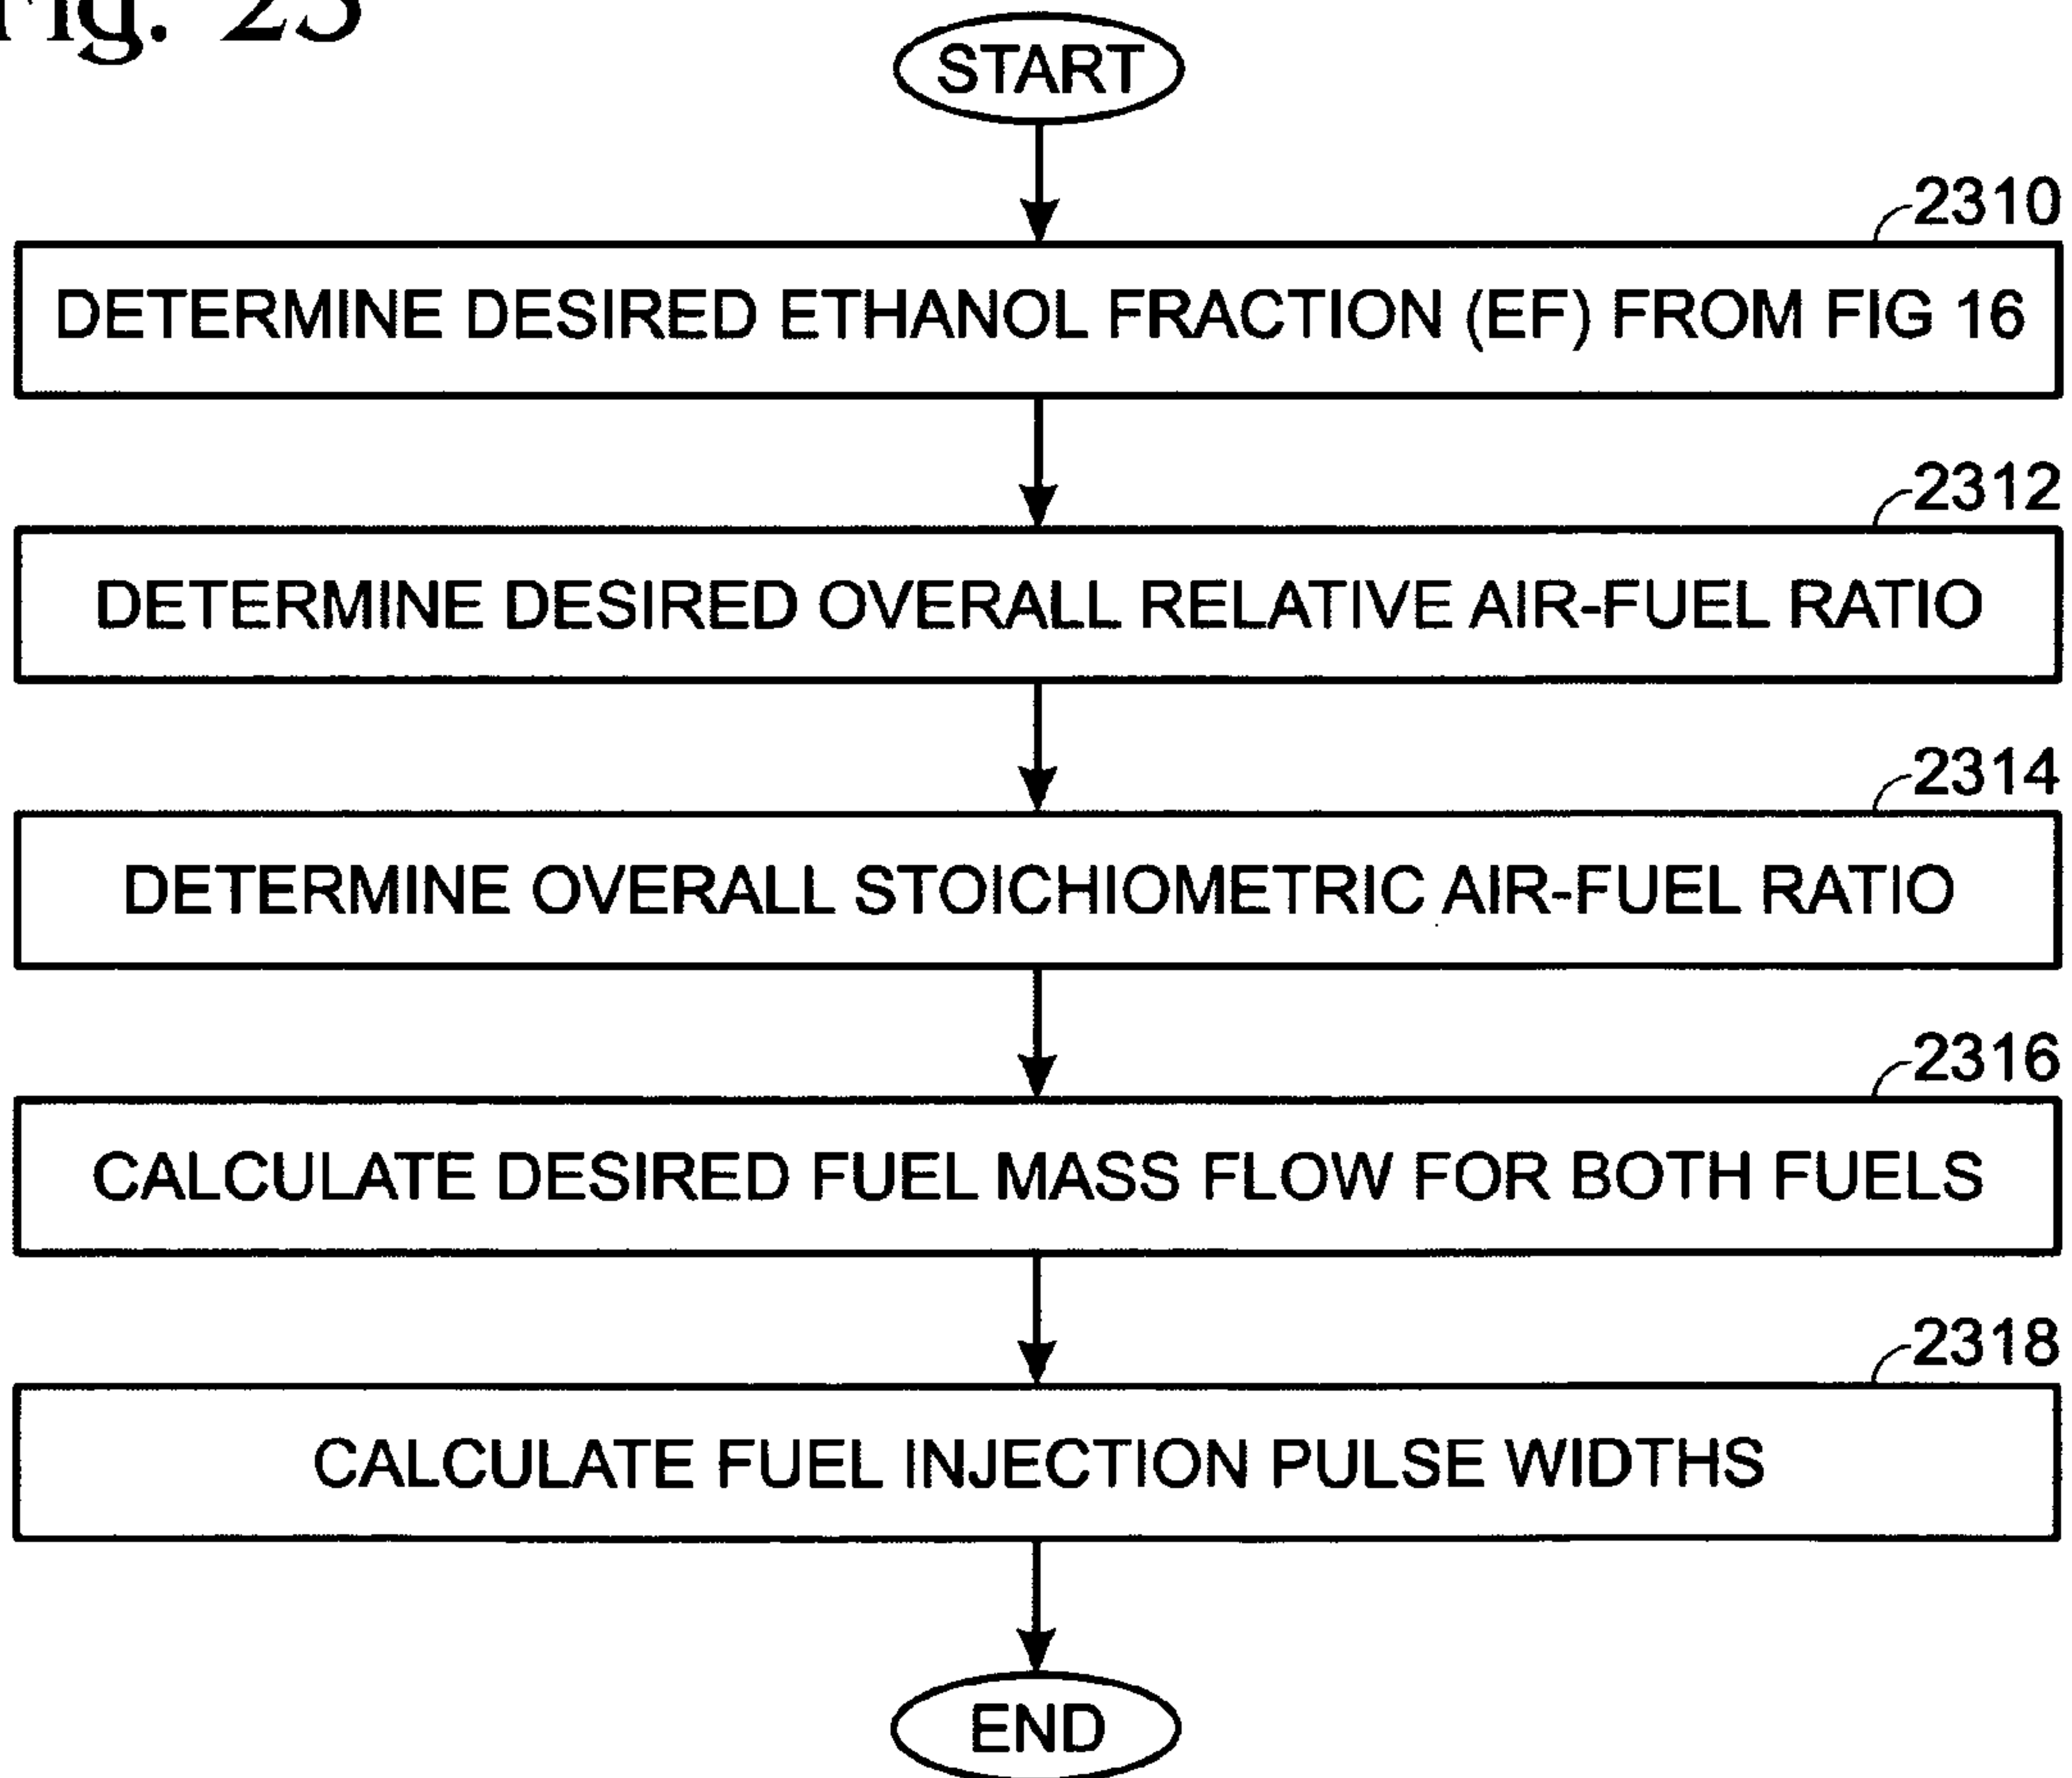 Fig. 23
START
2310
DETERMINE DESIRED ETHANOL FRACTION (EF) FROM FIG 16
2312
DETERMINE DESIRED OVERALL RELATIVE AIR-FUEL RATIO
2314
DETERMINE OVERALL STOICHIOMETRIC AIR-FUEL RATIO
2316
CALCULATE DESIRED FUEL MASS FLOW FOR BOTH FUELS
2318
CALCULATE FUEL INJECTION PULSE WIDTHS
END